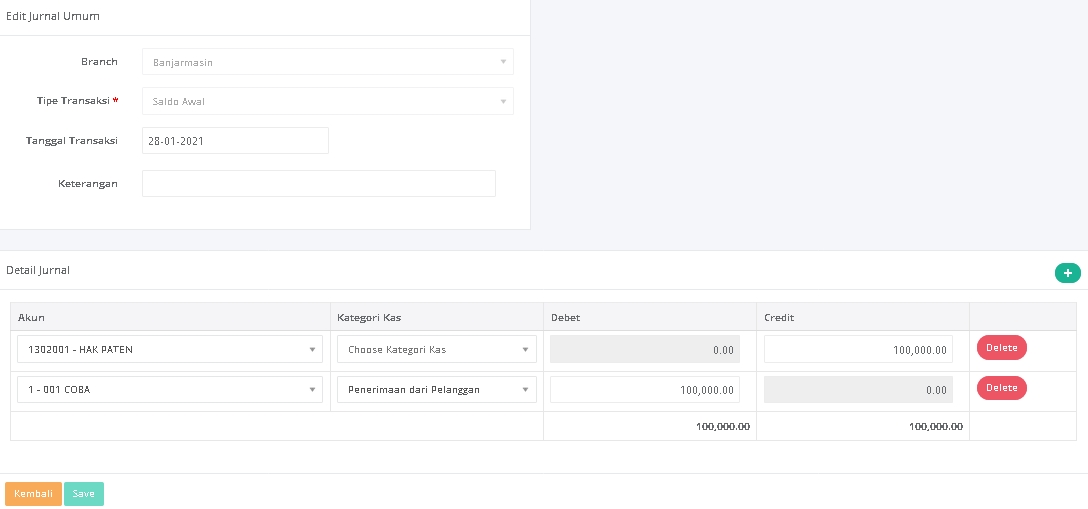 Edit Jurnal Umum
Branch Banjarmasin
Tipe Transaksi * Saldo Awal
Tanggal Transaksi 28-01-2021
Keterangan
Detail Jurnal
+
Akun Kategori Kas Debet Credit
1302001 - HAK PATEN Choose Kategori Kas 0.00 100,000.00 Delete
1 - 001 COBA Penerimaan dari Pelanggan 100,000.00 0.00 Delete
100,000.00 100,000.00
Kembali Save